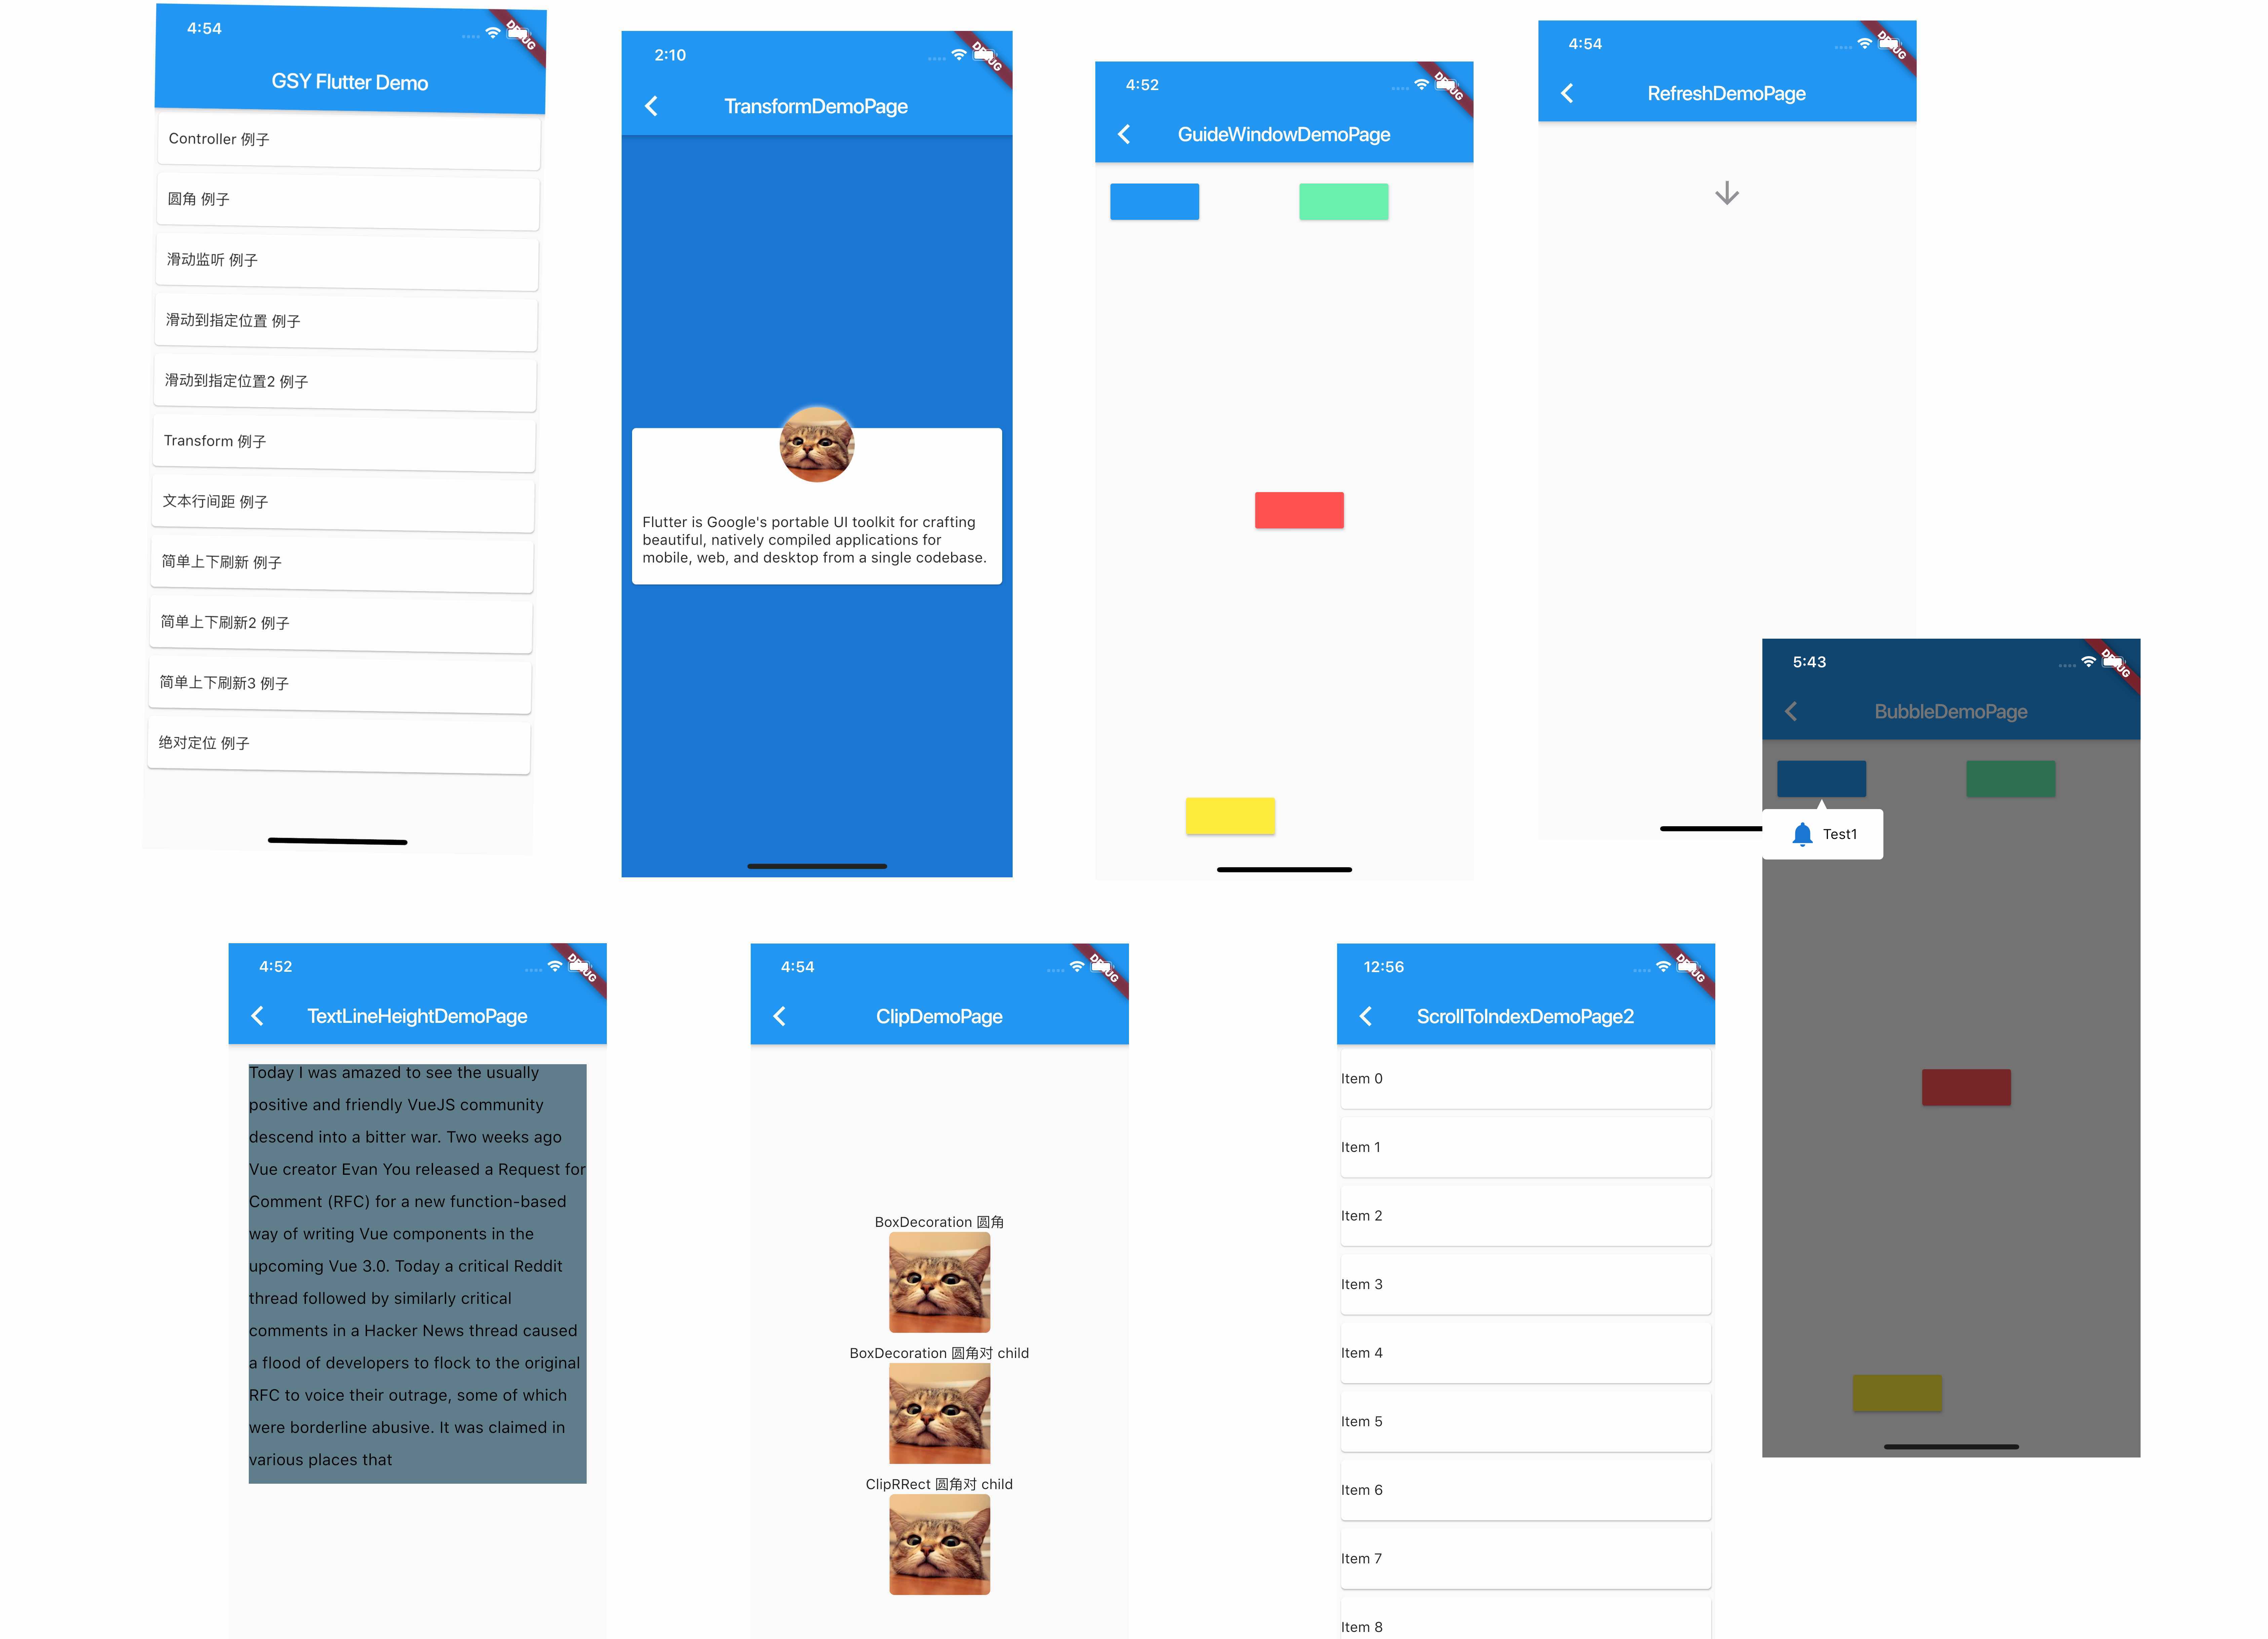 4:54
DEBUG
GSY Flutter Demo
Controller 例子
圆角 例子
滑动监听 例子
滑动到指定位置 例子
滑动到指定位置2 例子
Transform 例子
文本行间距 例子
简单上下刷新 例子
简单上下刷新2 例子
简单上下刷新3 例子
绝对定位 例子
2:10
DEBUG
TransformDemoPage
Flutter is Google's portable UI toolkit for crafting
beautiful, natively compiled applications for
mobile, web, and desktop from a single codebase.
4:52
DEBUG
GuideWindowDemoPage
4:54
DEBUG
RefreshDemoPage
5:43
DEBUG
BubbleDemoPage
Test1
4:52
DEBUG
TextLineHeightDemoPage
Today I was amazed to see the usually
positive and friendly VueJS community
descend into a bitter war. Two weeks ago
Vue creator Evan You released a Request for
Comment (RFC) for a new function-based
way of writing Vue components in the
upcoming Vue 3.0. Today a critical Reddit
thread followed by similarly critical
comments in a Hacker News thread caused
a flood of developers to flock to the original
RFC to voice their outrage, some of which
were borderline abusive. It was claimed in
various places that
4:54
DEBUG
ClipDemoPage
BoxDecoration 圆角
BoxDecoration 圆角对 child
ClipRRect 圆角对 child
12:56
DEBUG
ScrollToIndexDemoPage2
Item 0
Item 1
Item 2
Item 3
Item 4
Item 5
Item 6
Item 7
Item 8